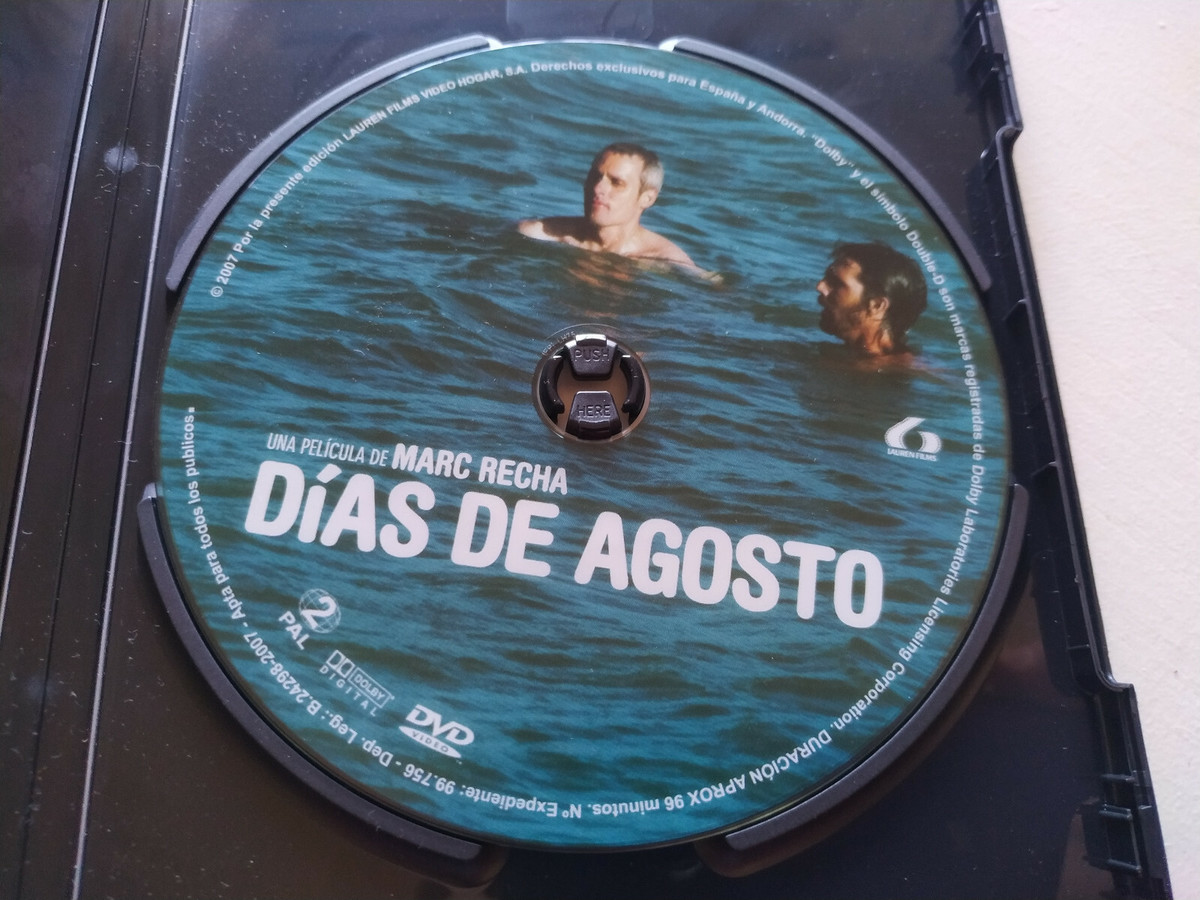 © 2007 Por la presente edición LAUREN FILMS VIDEO HOGAR, S.A. Derechos exclusivos para España y Andorra. "Dolby" y el símbolo Double-D son marcas registradas de Dolby Laboratories Licensing Corporation. DURACIÓN APROX 96 minutos. Nº Expediente: 99.756 - Dep. Leg.: B.24298-2007 - Apta para todos los publicos.
PUSH
HERE
LAUREN FILMS
UNA PELÍCULA DE MARC RECHA
DÍAS DE AGOSTO
2
PAL
DOLBY
DIGITAL
DVD
VIDEO